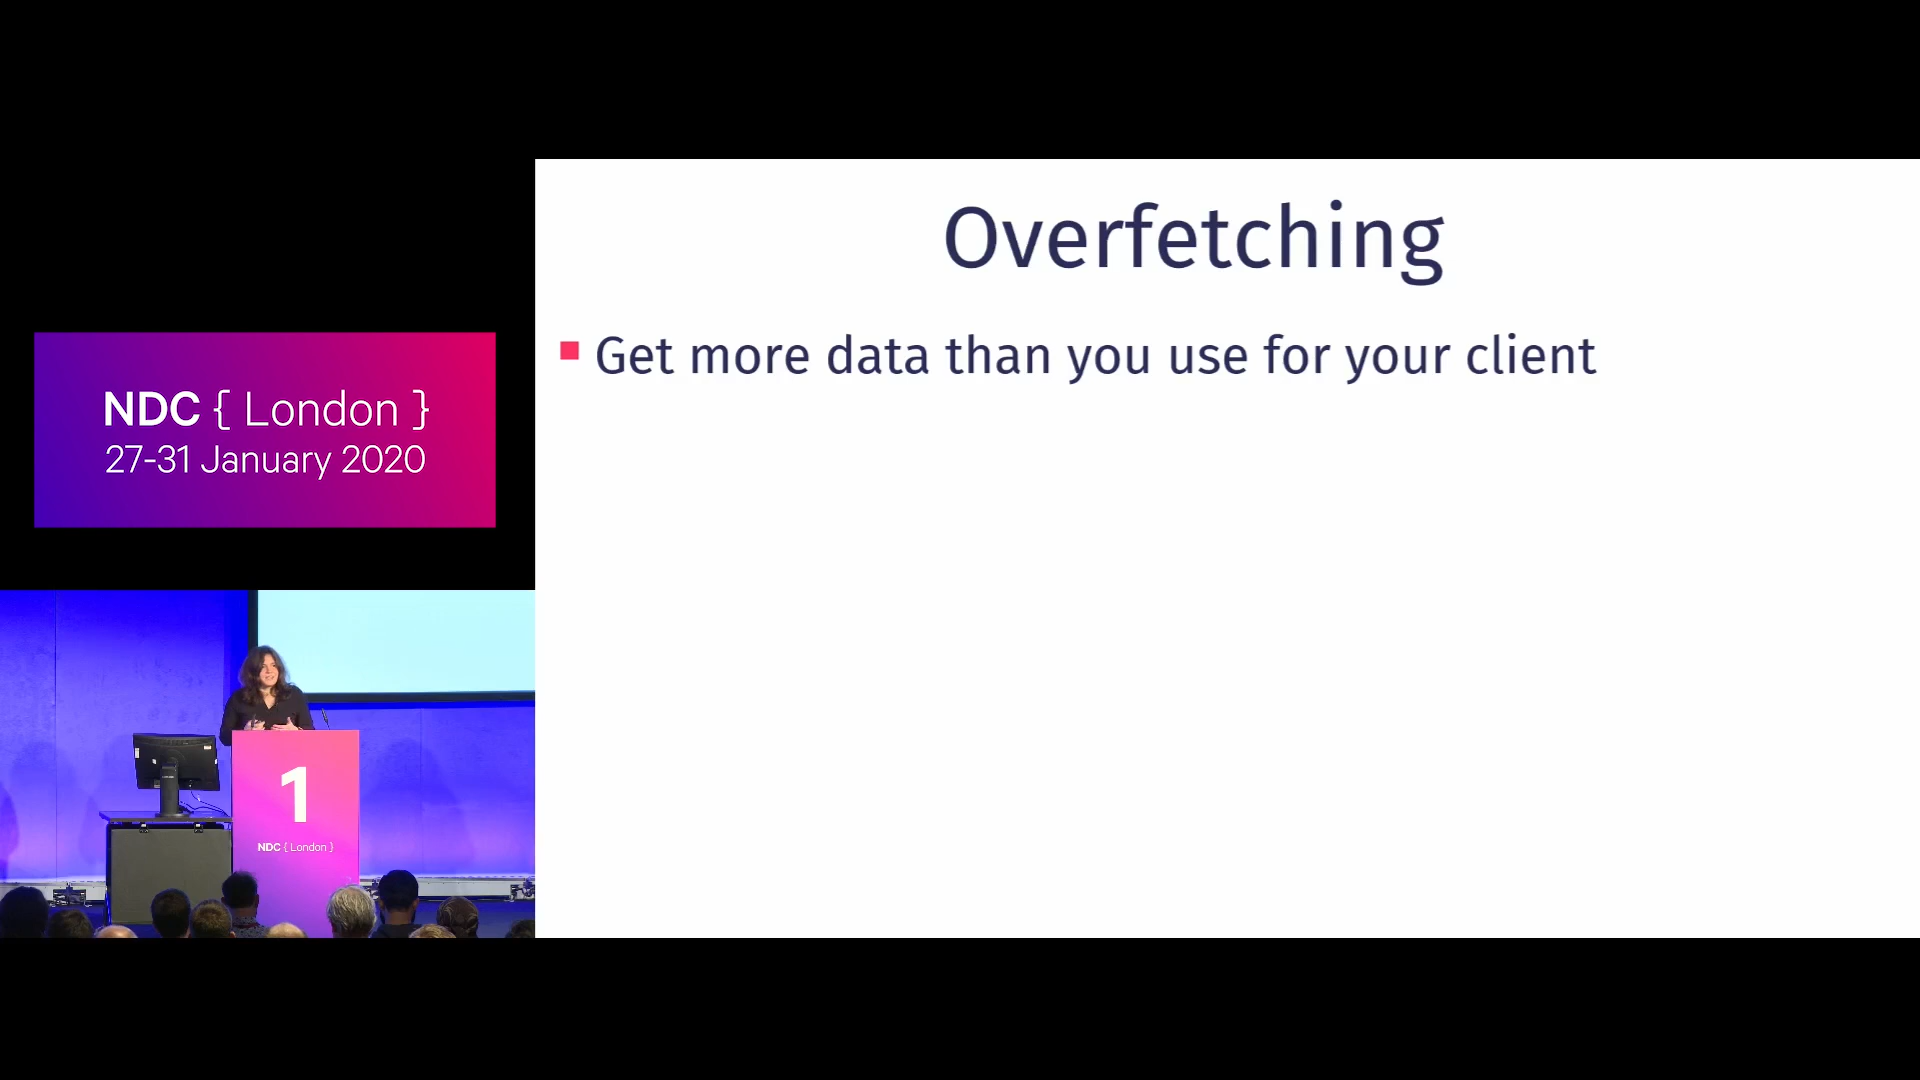 Overfetching
Get more data than you use for your client
NDC { London }
27-31 January 2020
1
NDC { London }